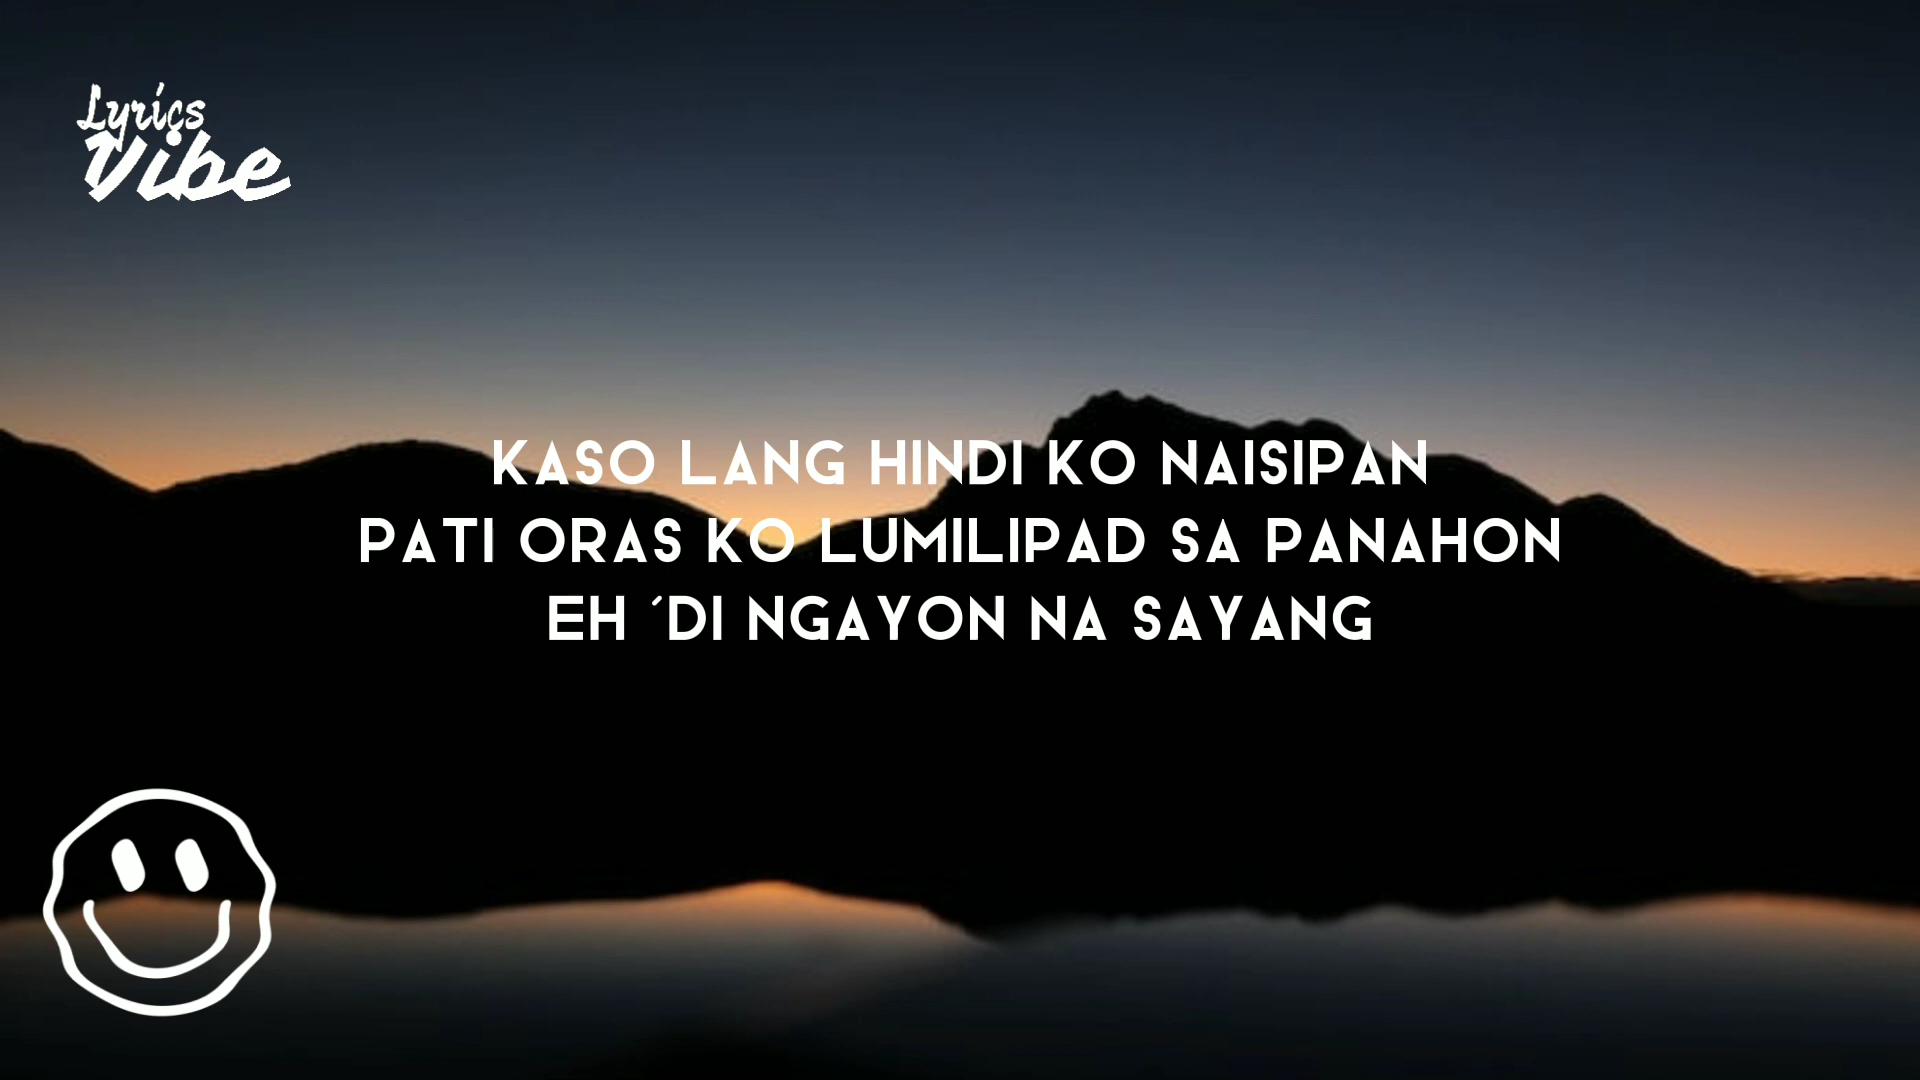 Lyrics
Vibe
KASO LANG HINDI KO NAISIPAN
PATI ORAS KO LUMILIPAD SA PANAHON
EH ´DI NGAYON NA SAYANG